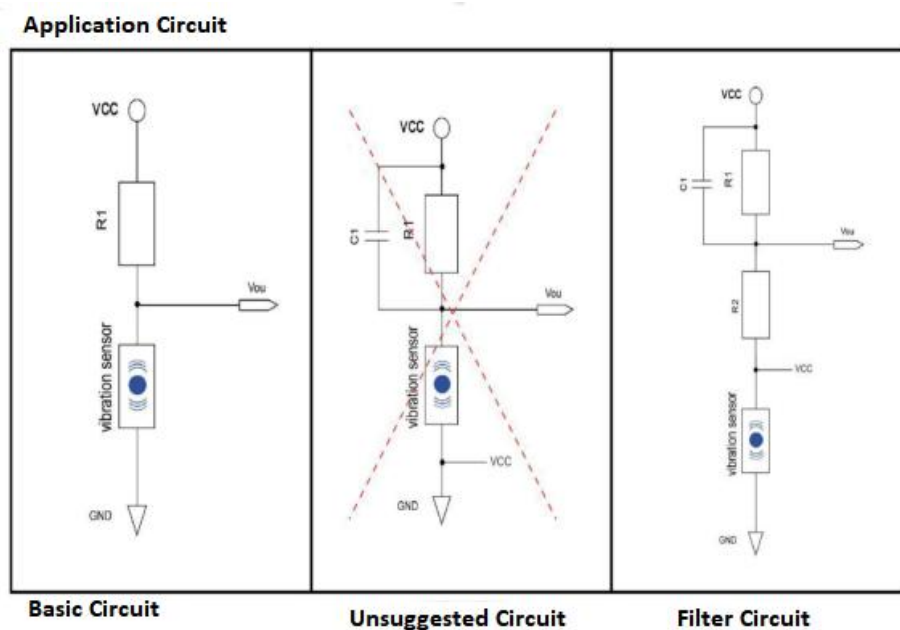 Application Circuit
VCC
R1
Vou
vibration sensor
GND
Basic Circuit
VCC
C1
R1
Vou
vibration sensor
VCC
GND
Unsuggested Circuit
VCC
C1
R1
Vou
R2
VCC
vibration sensor
GND
Filter Circuit